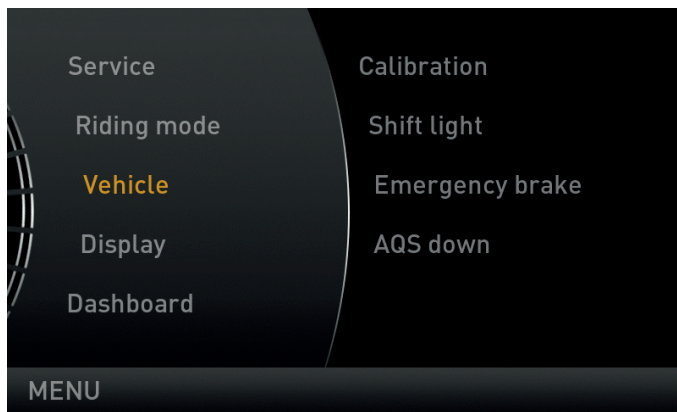 Service
Riding mode
Vehicle
Display
Dashboard
Calibration
Shift light
Emergency brake
AQS down
MENU